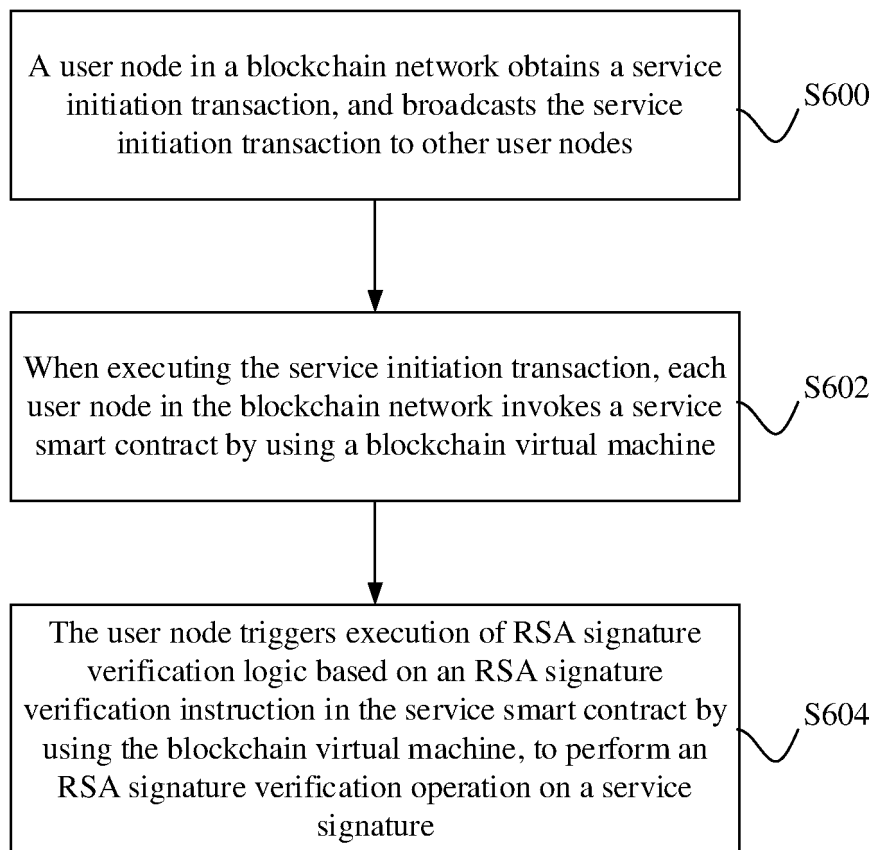 A user node in a blockchain network obtains a service
initiation transaction, and broadcasts the service
initiation transaction to other user nodes
S600
When executing the service initiation transaction, each
user node in the blockchain network invokes a service
smart contract by using a blockchain virtual machine
S602
The user node triggers execution of RSA signature
verification logic based on an RSA signature
verification instruction in the service smart contract by
using the blockchain virtual machine, to perform an
RSA signature verification operation on a service
signature
S604